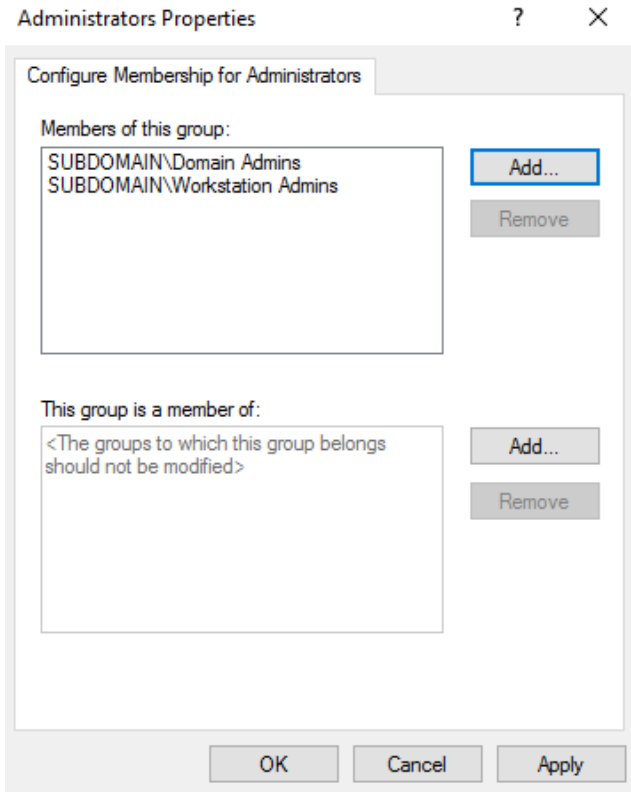 Administrators Properties
?
Configure Membership for Administrators
Members of this group:
SUBDOMAIN\Domain Admins
SUBDOMAIN\Workstation Admins
Add...
Remove
This group is a member of:
<The groups to which this group belongs
should not be modified>
Add...
Remove
OK
Cancel
Apply